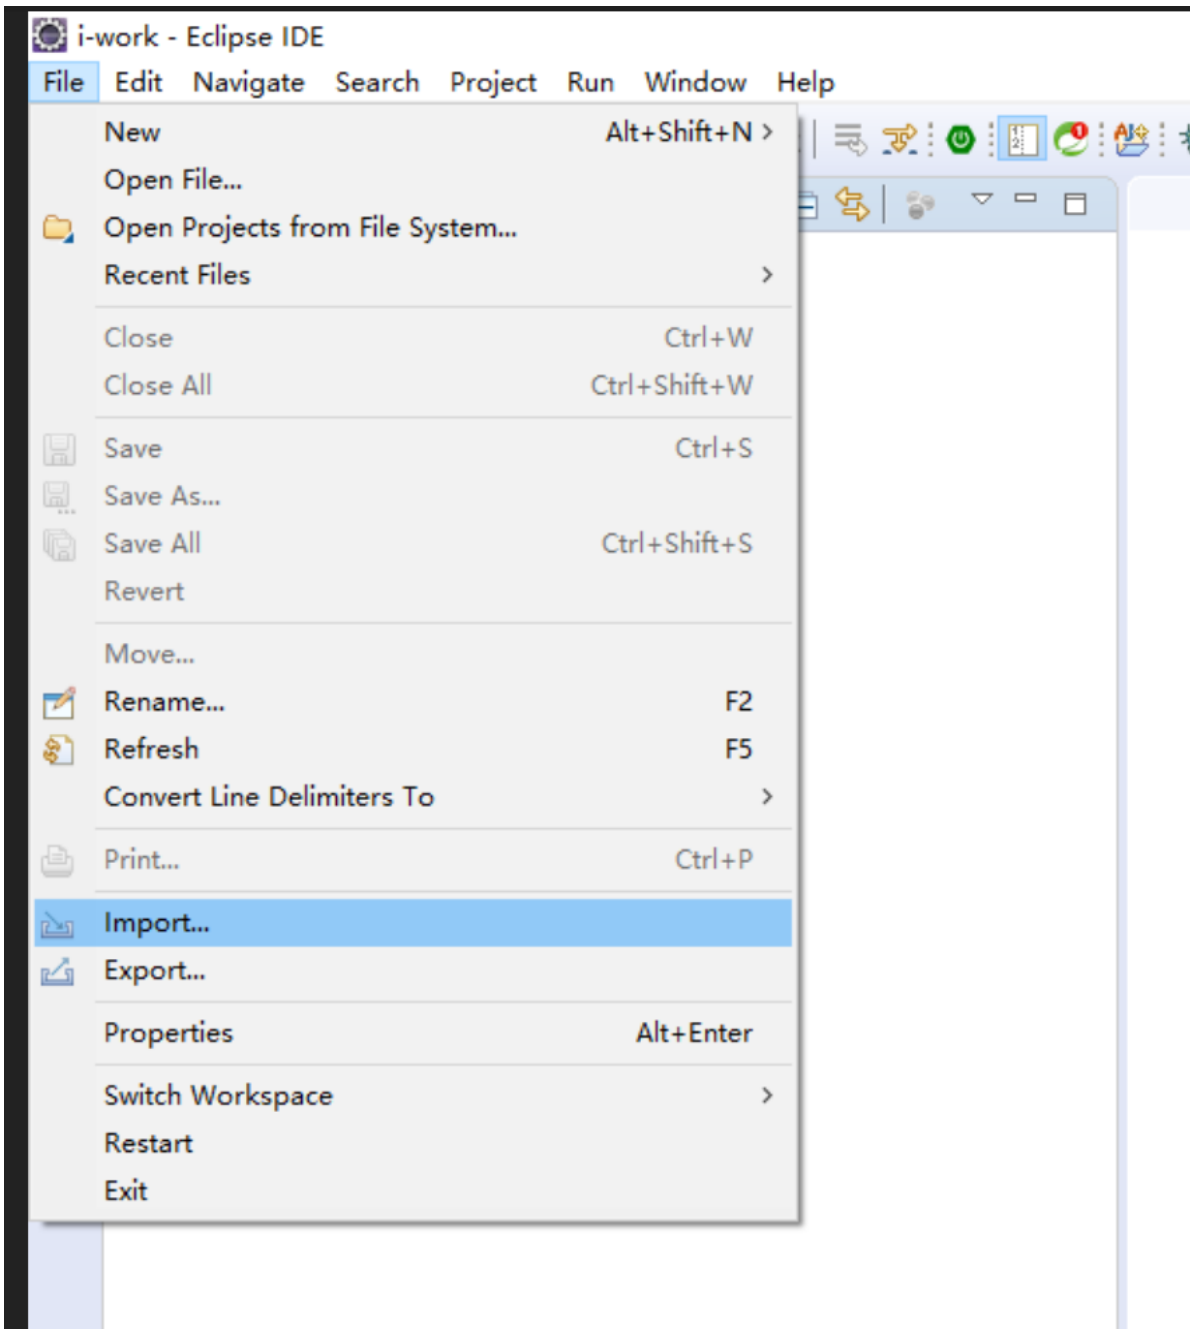 i-work - Eclipse IDE
File Edit Navigate Search Project Run Window Help
New Alt+Shift+N
Open File...
Open Projects from File System...
Recent Files
Close Ctrl+W
Close All Ctrl+Shift+W
Save Ctrl+S
Save As...
Save All Ctrl+Shift+S
Revert
Move...
Rename... F2
Refresh F5
Convert Line Delimiters To
Print... Ctrl+P
Import...
Export...
Properties Alt+Enter
Switch Workspace
Restart
Exit